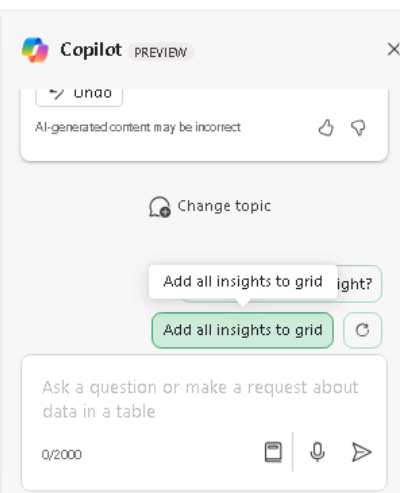 Copilot PREVIEW
Undo
AI-generated content may be incorrect
Change topic
Add all insights to grid
ight?
Add all insights to grid
Ask a question or make a request about
data in a table
0/2000